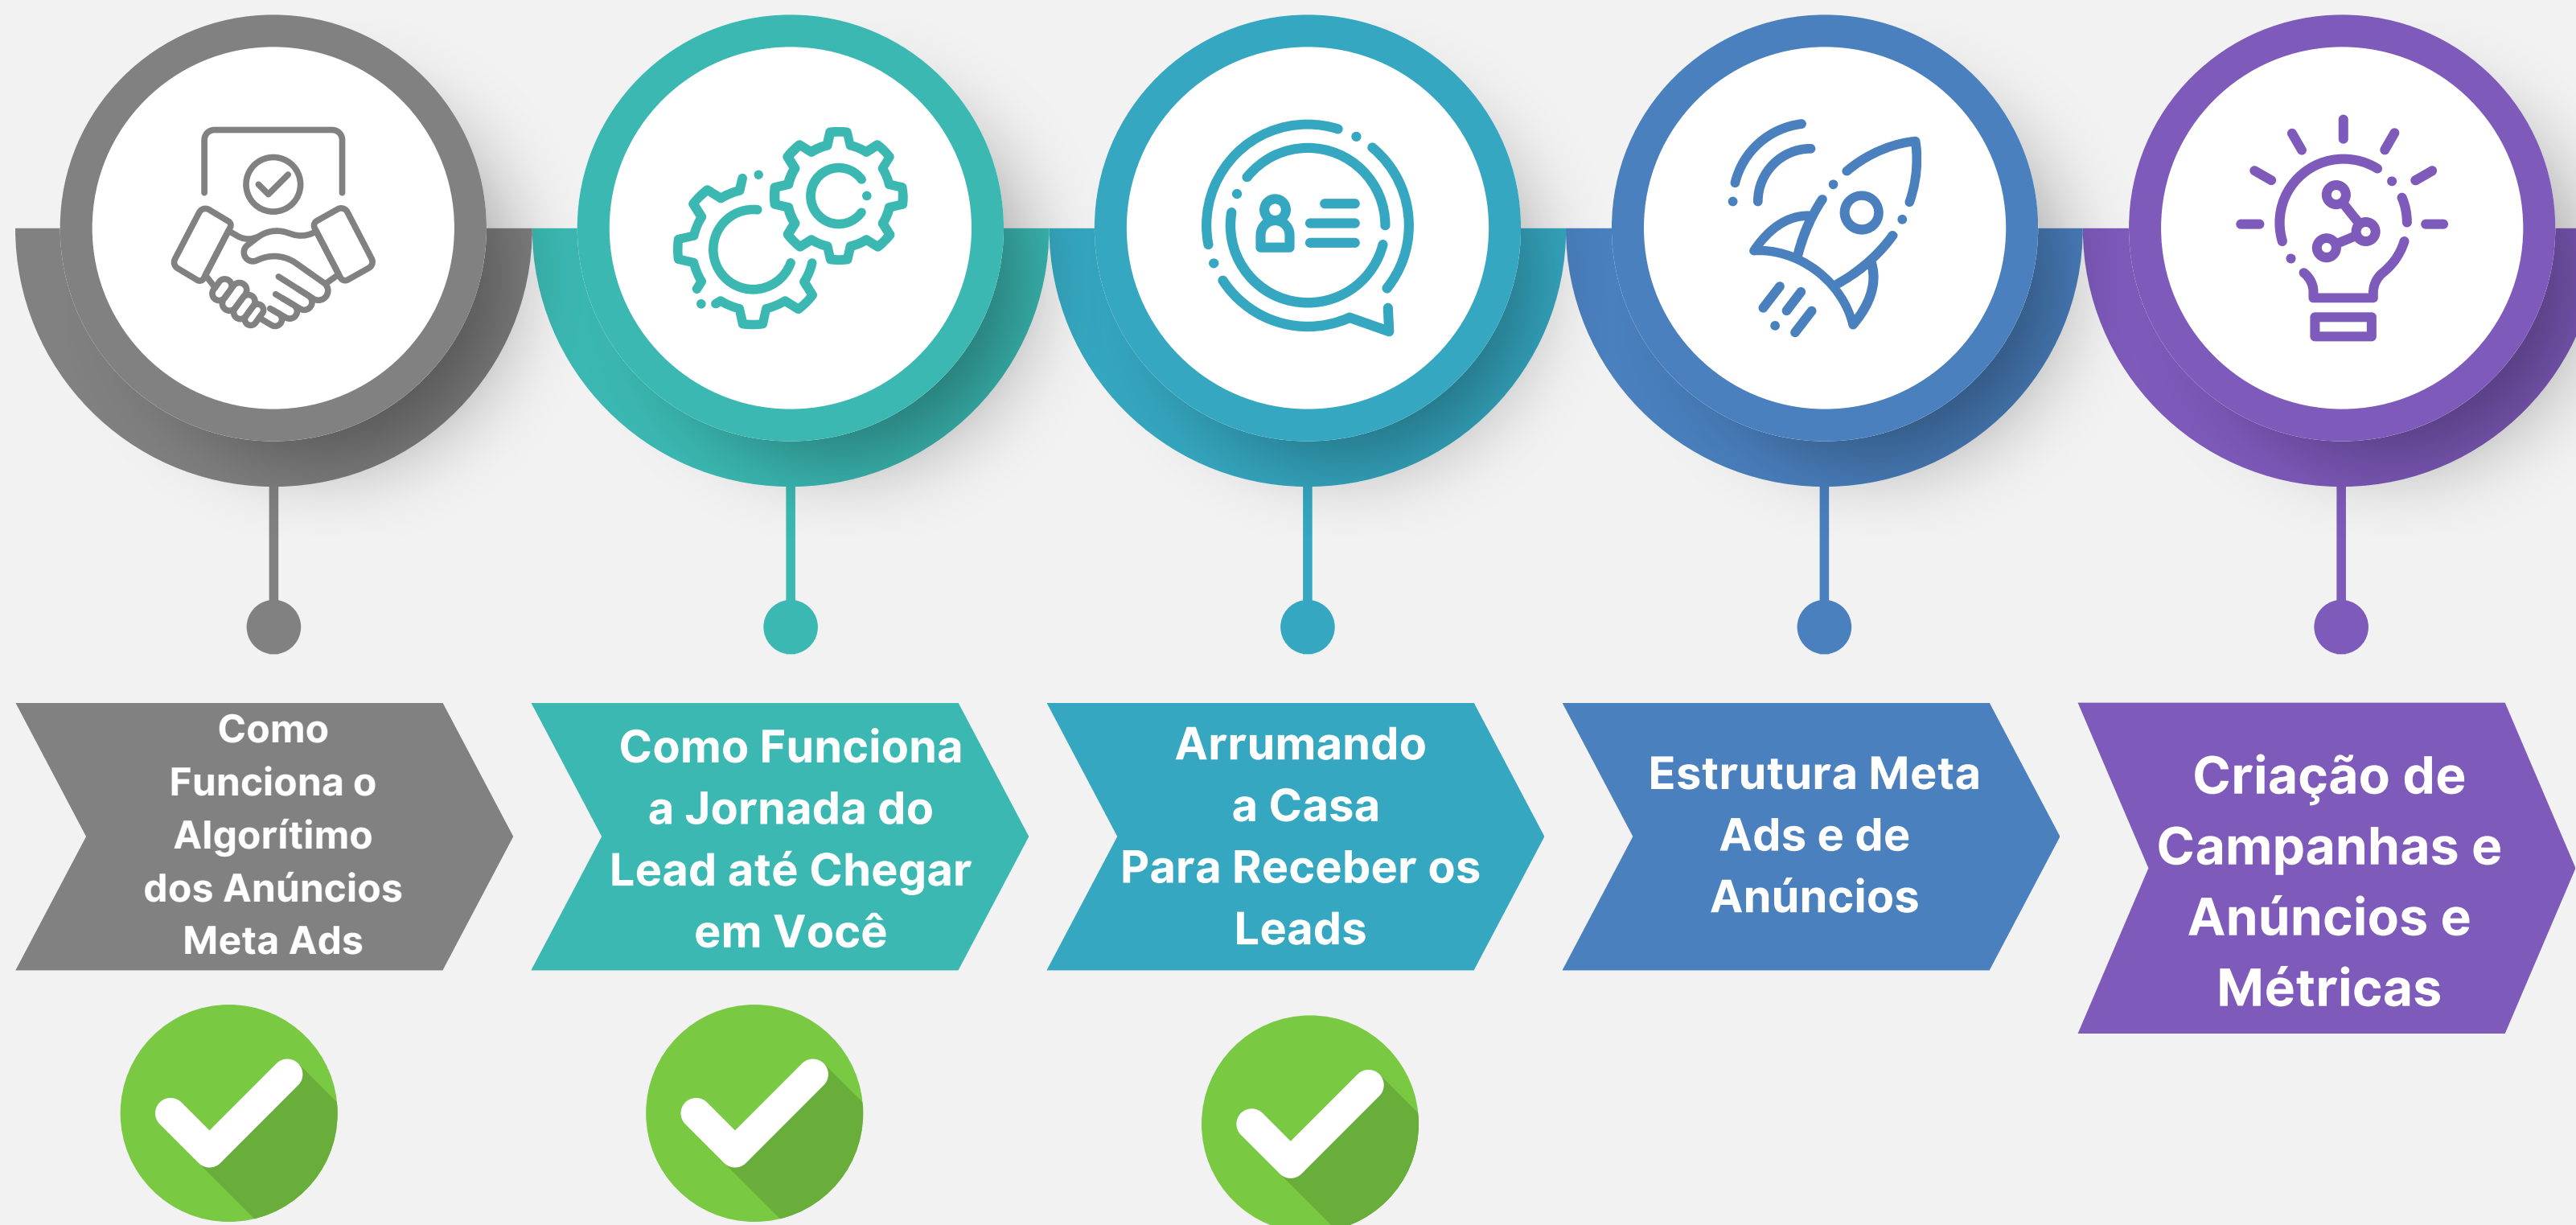 Como
Funciona o
Algorítimo
dos Anúncios
Meta Ads
Como Funciona
a Jornada do
Lead até Chegar
em Você
Arrumando
a Casa
Para Receber os
Leads
Estrutura Meta
Ads e de
Anúncios
Criação de
Campanhas e
Anúncios e
Métricas